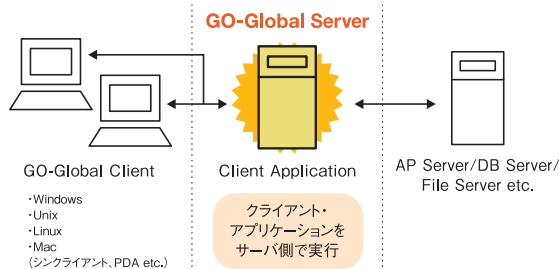 GO-Global Server
GO-Global Client
・Windows
・Unix
・Linux
・Mac
(シンクライアント、PDA etc.)
Client Application
クライアント・
アプリケーションを
サーバ側で実行
AP Server/DB Server/
File Server etc.